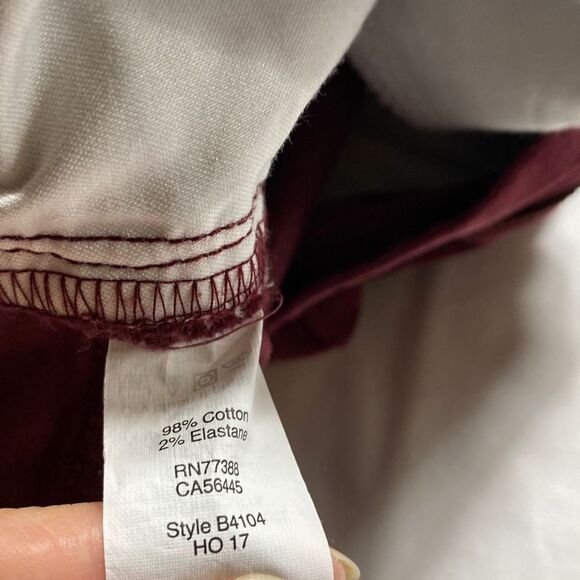 98% Cotton
2% Elastane
RN77388
CA56445
Style B4104
HO 17